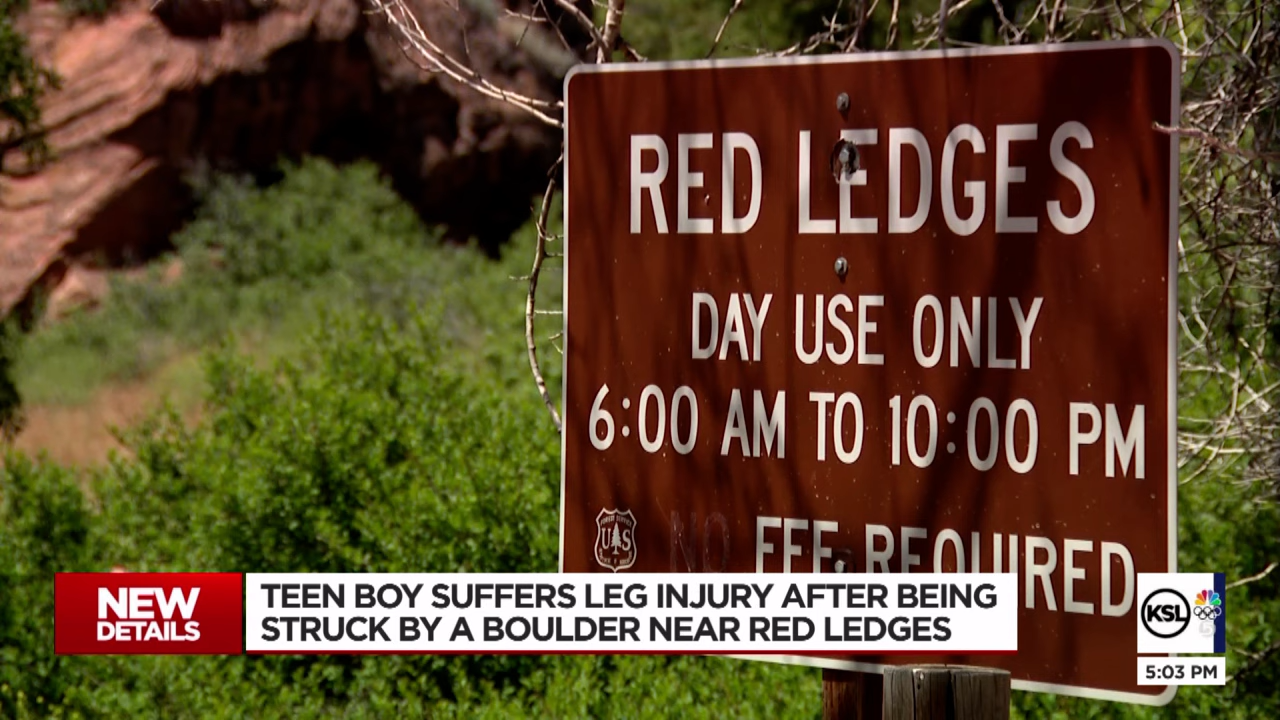 RED LEDGES
DAY USE ONLY
6:00 AM TO 10:00 PM
NO FEE REQUIRED
US
NEW
DETAILS
TEEN BOY SUFFERS LEG INJURY AFTER BEING
STRUCK BY A BOULDER NEAR RED LEDGES
KSL
5:03 PM